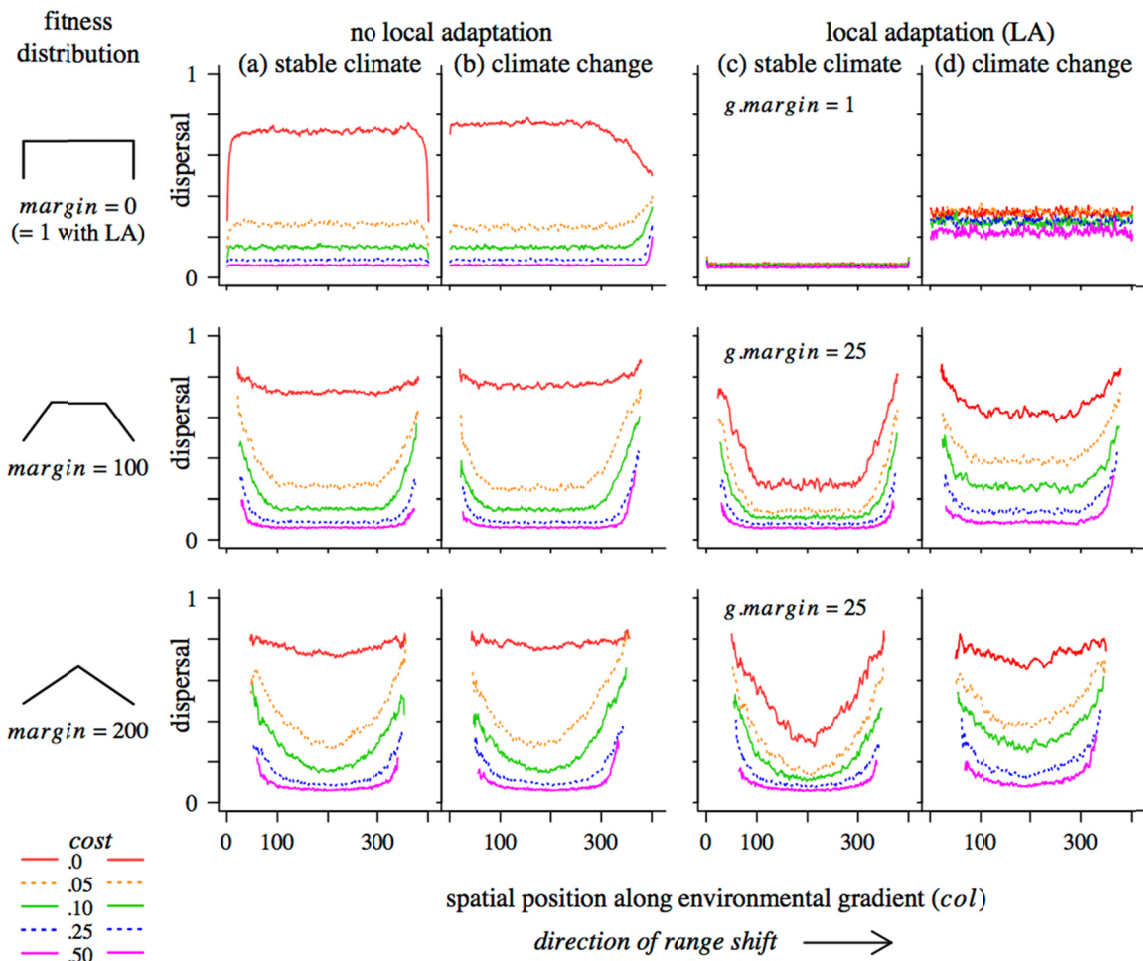 fitness
distribution
no local adaptation
local adaptation (LA)
(a) stable climate
(b) climate change
(c) stable climate
(d) climate change
1
dispersal
0
g.margin = 1
margin = 0
(= 1 with LA)
1
dispersal
0
g.margin = 25
margin = 100
1
dispersal
0
g.margin = 25
margin = 200
0 100 300 100 300 0 100 300 100 300
cost
.0
.05
.10
.25
.50
spatial position along environmental gradient (col)
direction of range shift